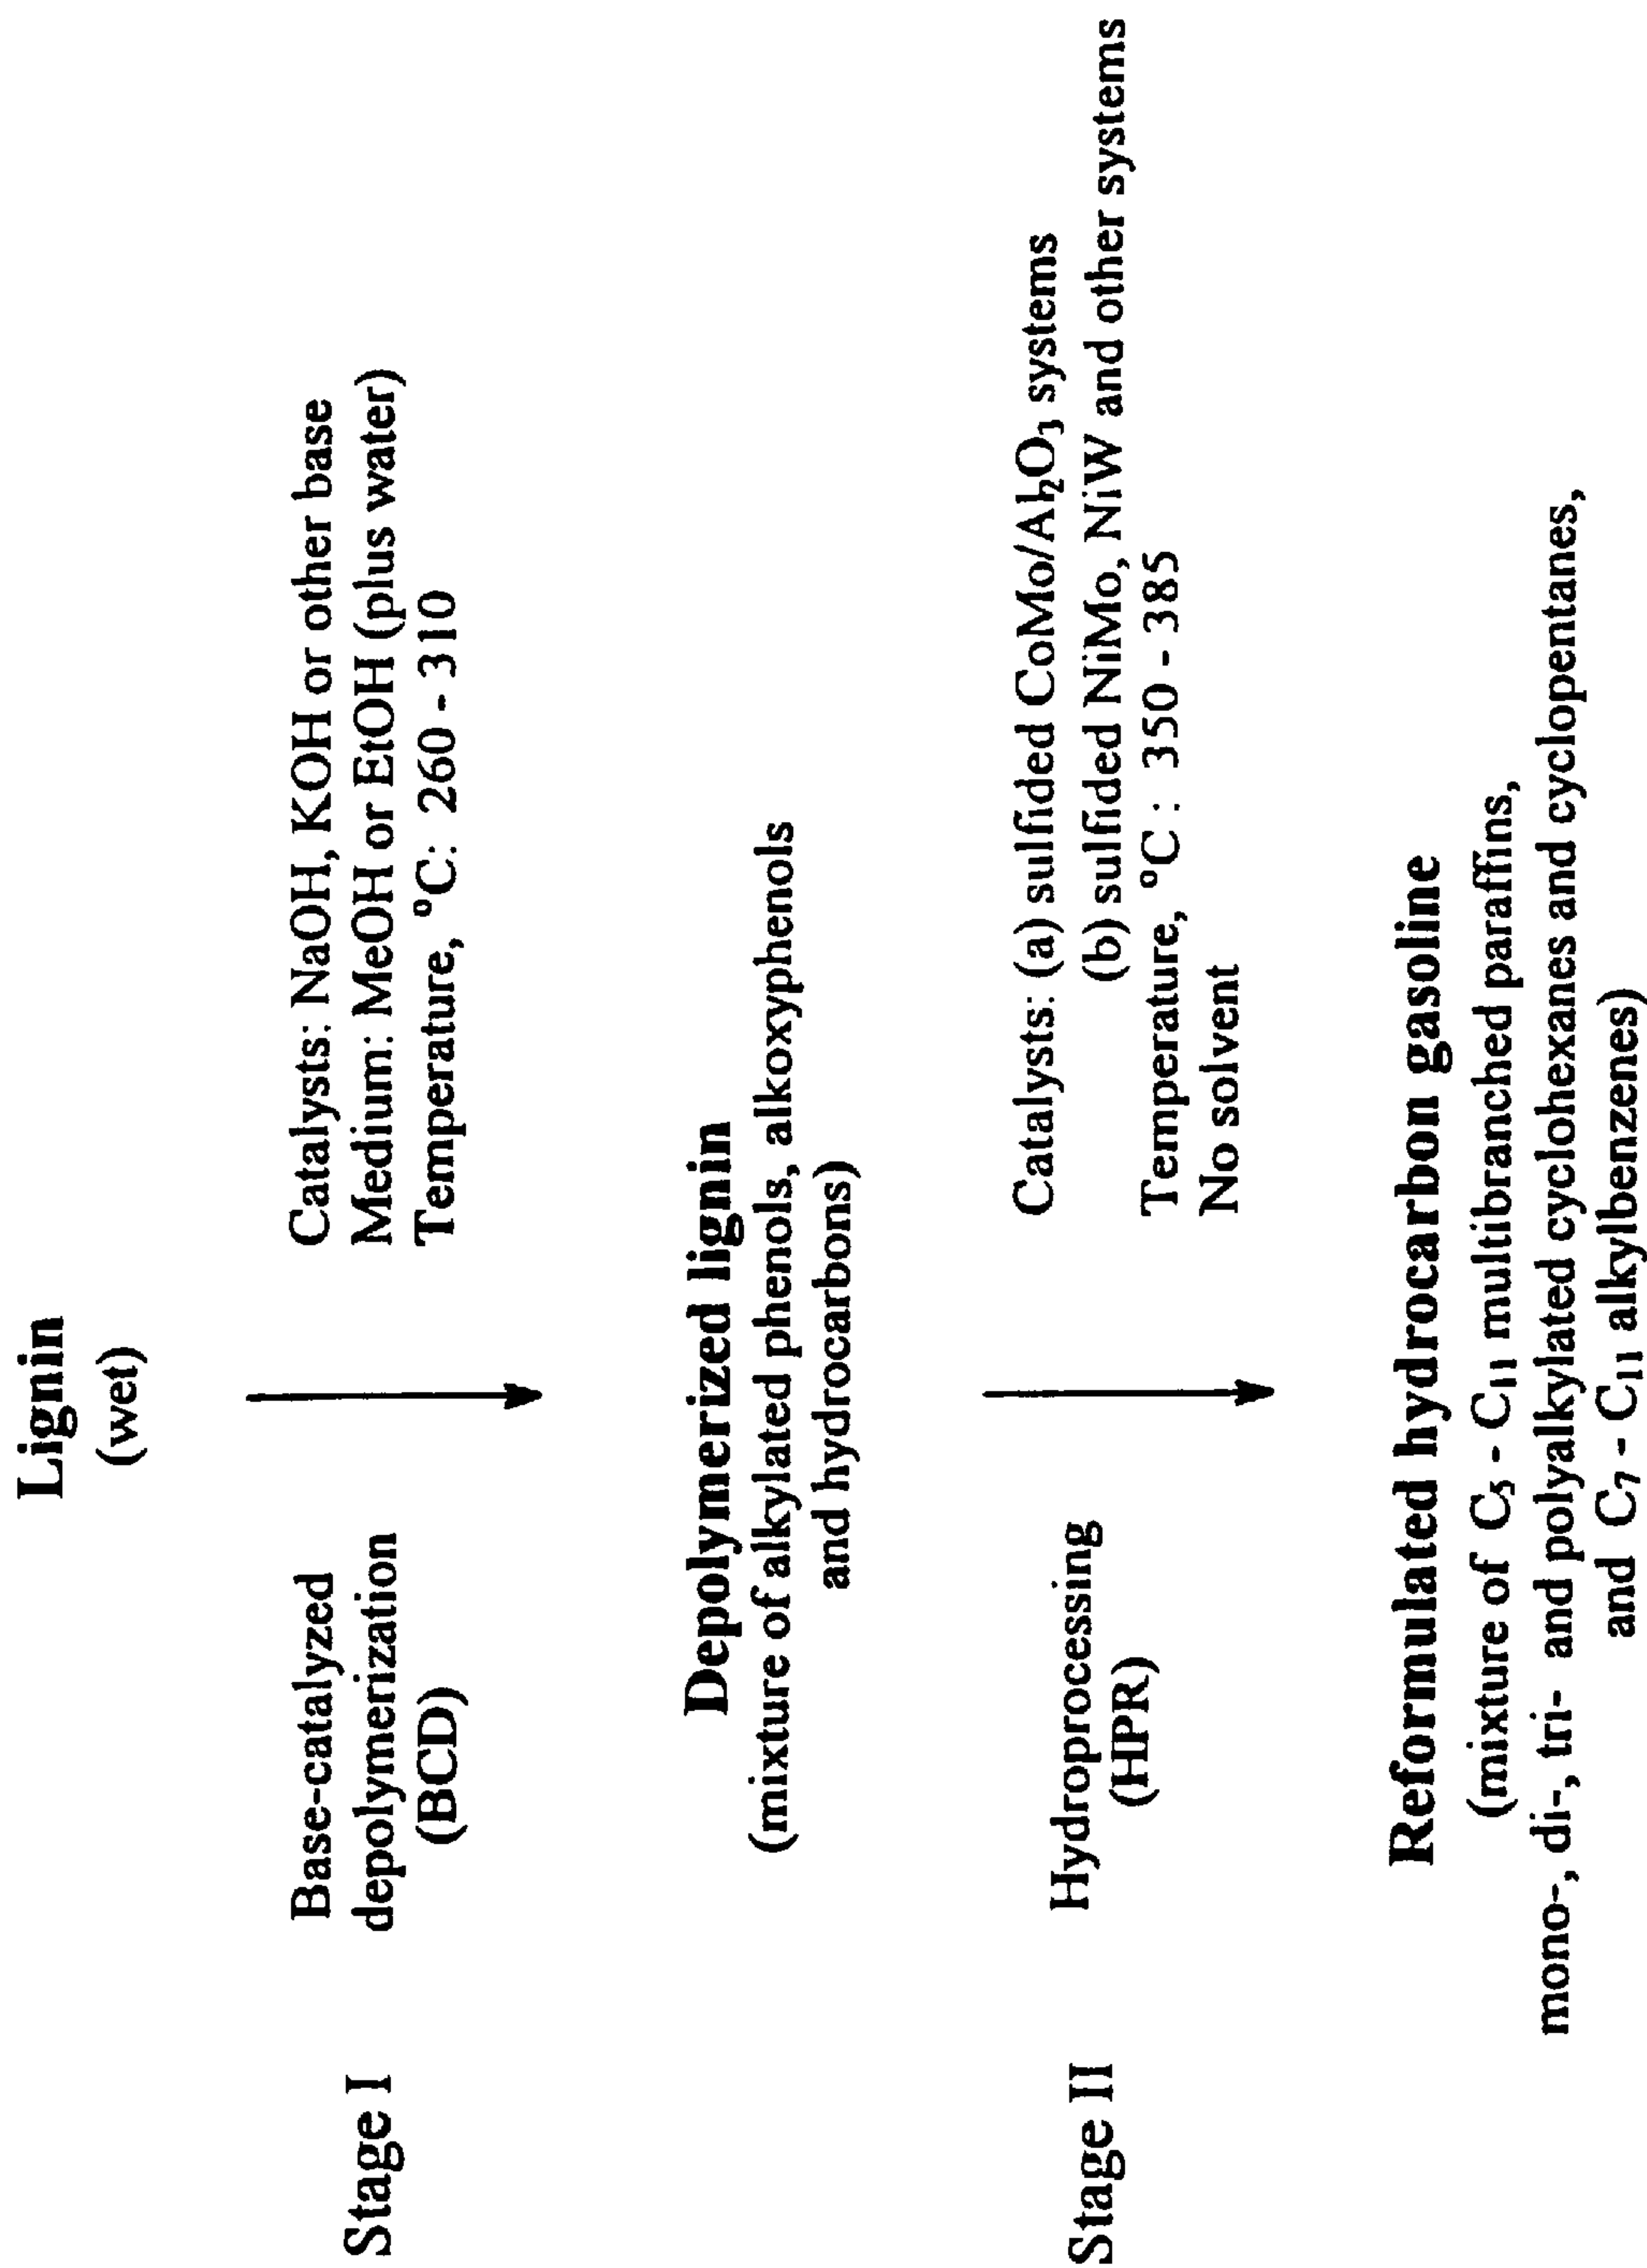 Lignin
(wet)
Stage I
Base-catalyzed
depolymerization
(BCD)
Catalysts: NaOH, KOH or other base
Medium: MeOH or EtOH (plus water)
Temperature, °C: 260 - 310
Depolymerized lignin
(mixture of alkylated phenols, alkoxyphenols
and hydrocarbons)
Stage II
Hydroprocessing
(HPR)
Catalysts: (a) sulfided CoMo/Al₂O₃ systems
(b) sulfided NiMo, NiW and other systems
Temperature, °C : 350 - 385
No solvent
Reformulated hydrocarbon gasoline
(mixture of C₅ - C₁₁ multibranched paraffins,
mono-, di-, tri- and polyalkylated cyclohexanes and cyclopentanes,
and C₇ - C₁₁ alkylbenzenes)